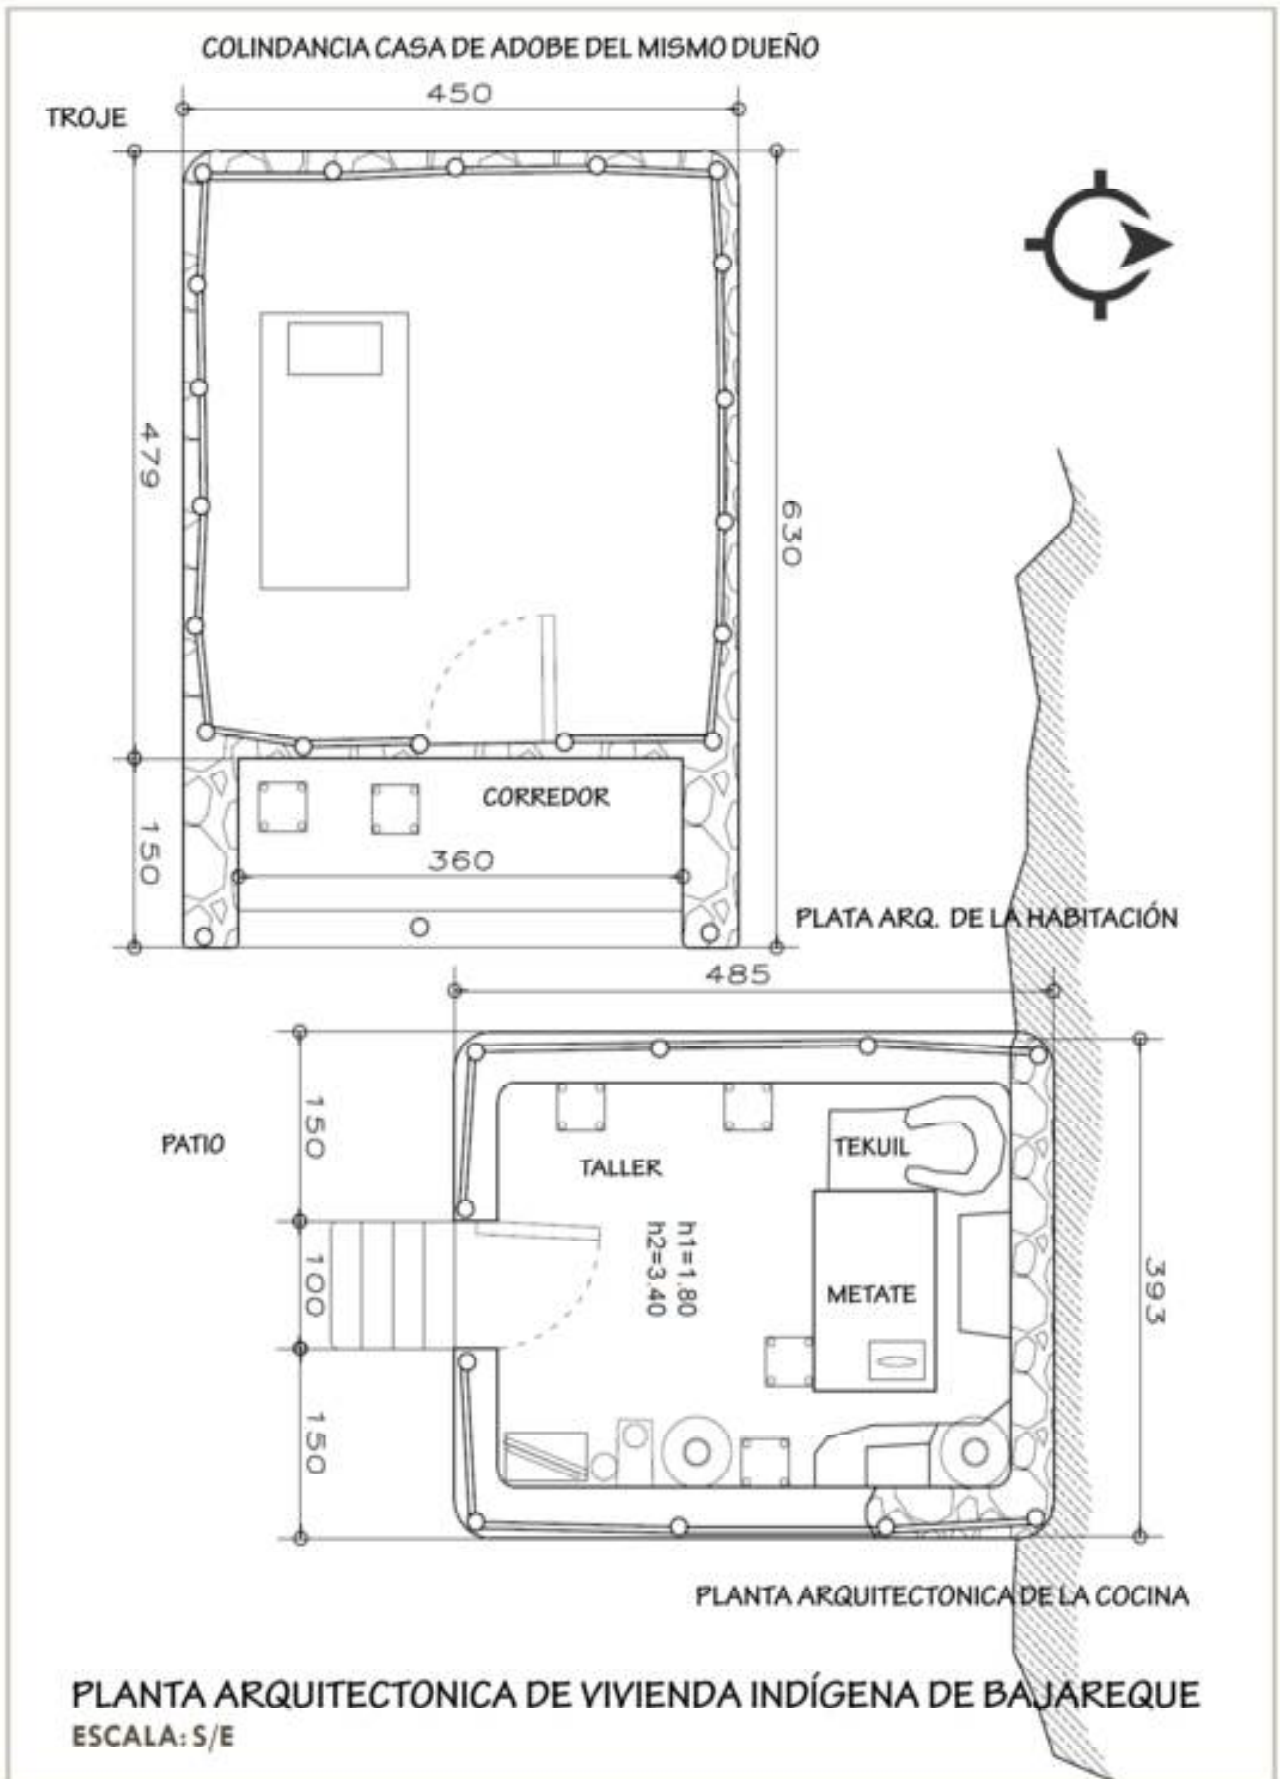 COLINDANCIA CASA DE ADOBE DEL MISMO DUEÑO
450
TROJE
479
630
CORREDOR
150
360
PLATA ARQ. DE LA HABITACIÓN
485
150
PATIO
TALLER
TEKUIL
h1=1.80
h2=3.40
100
METATE
393
150
PLANTA ARQUITECTONICA DE LA COCINA
PLANTA ARQUITECTONICA DE VIVIENDA INDÍGENA DE BAJAREQUE
ESCALA: S/E